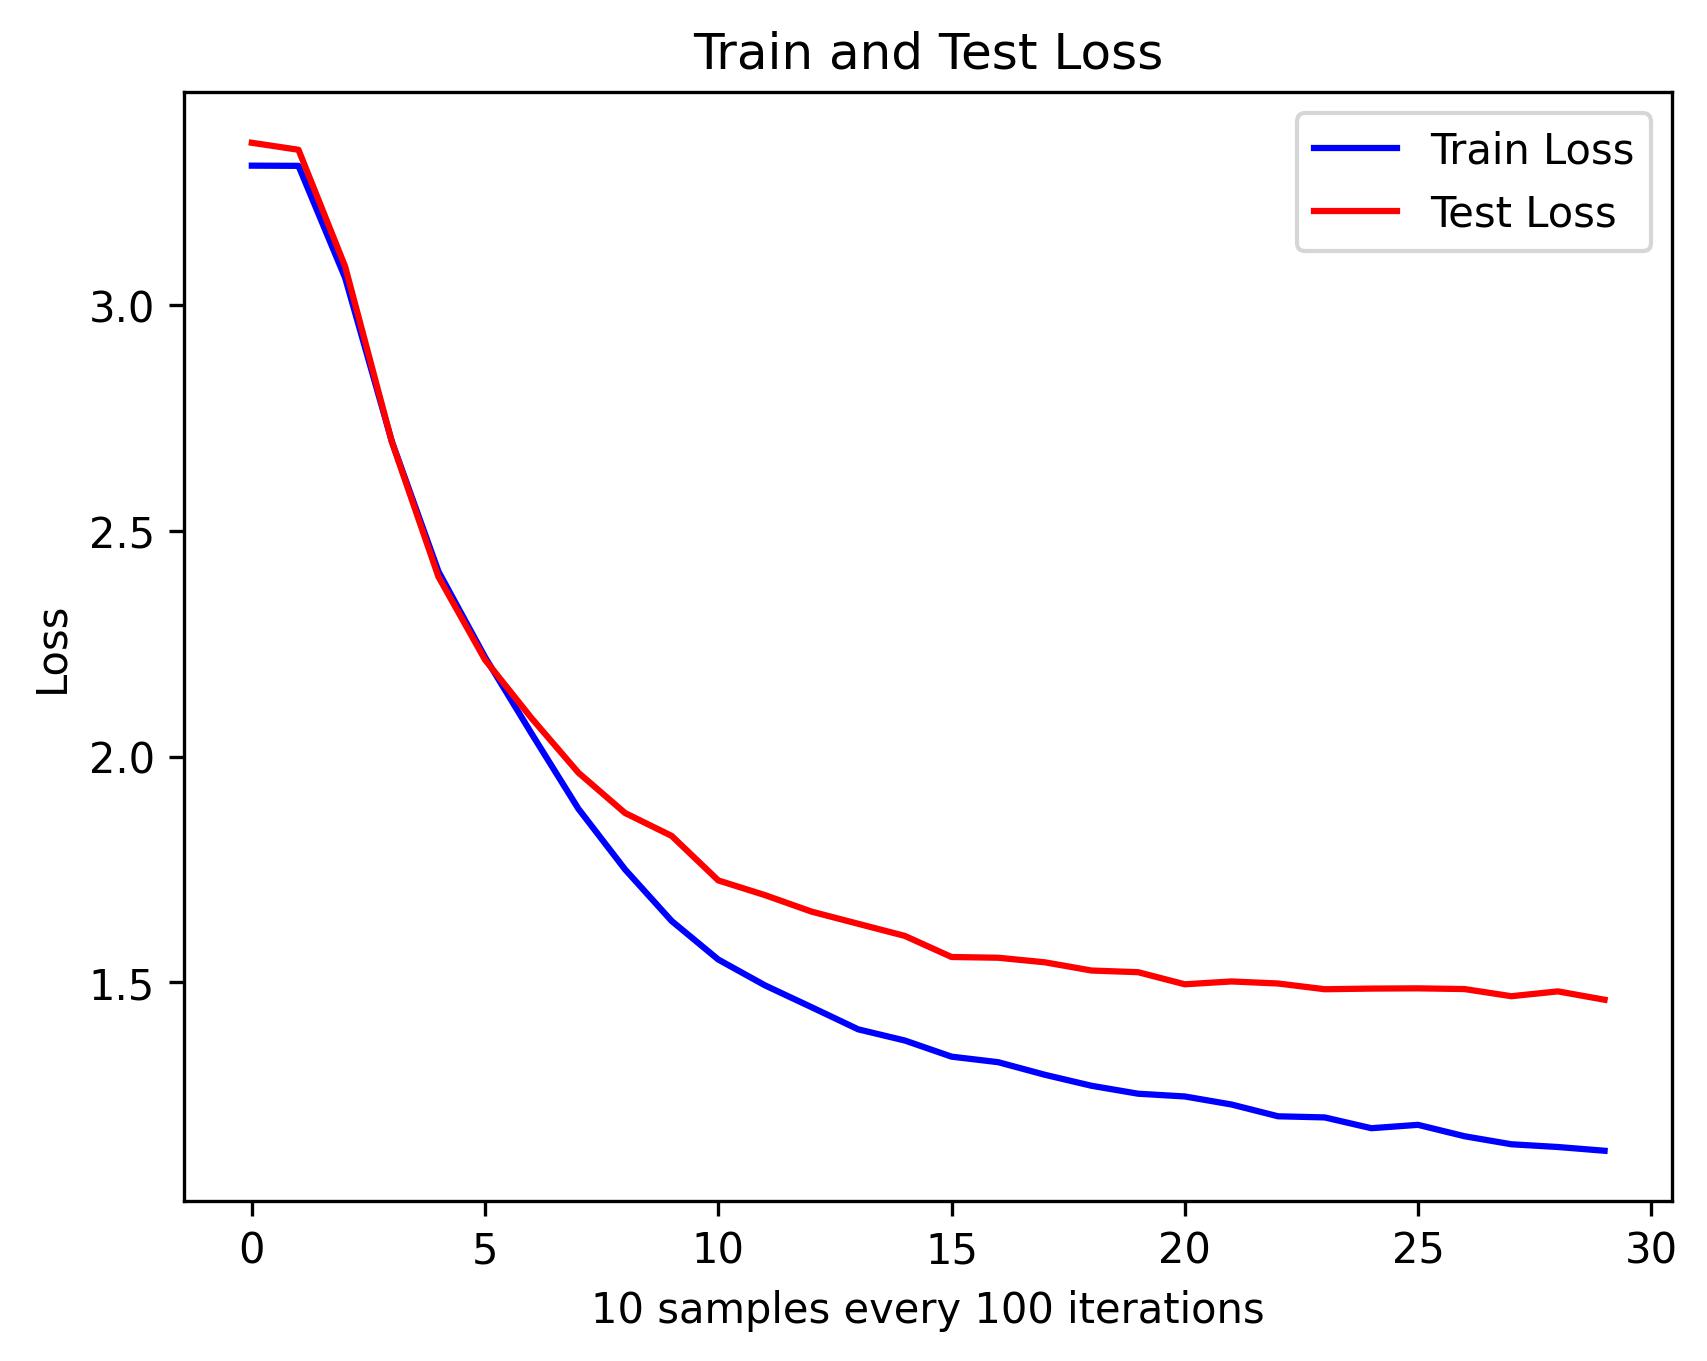 Train and Test Loss
Train Loss
Test Loss
Loss
3.0
2.5
2.0
1.5
0 5 10 15 20 25 30
10 samples every 100 iterations